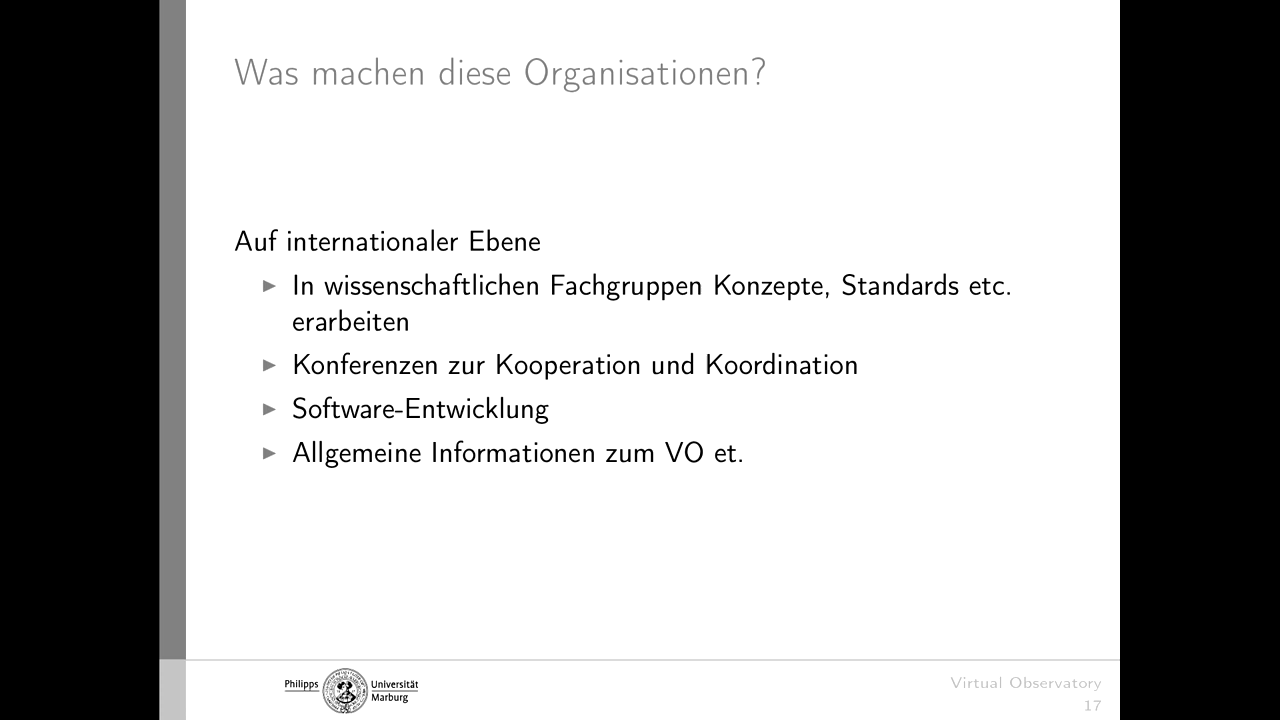 Was machen diese Organisationen?
Auf internationaler Ebene
In wissenschaftlichen Fachgruppen Konzepte, Standards etc.
erarbeiten
Konferenzen zur Kooperation und Koordination
Software-Entwicklung
Allgemeine Informationen zum VO et.
Philipps Universität
Marburg
Virtual Observatory
17